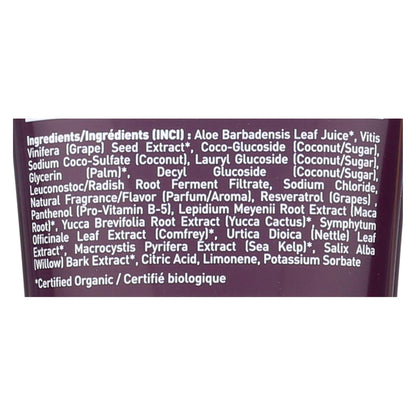 Ingredients/Ingrédients (INCI) : Aloe Barbadensis Leaf Juice*, Vitis
Vinifera (Grape) Seed Extract*, Coco-Glucoside (Coconut/Sugar),
Sodium Coco-Sulfate (Coconut), Lauryl Glucoside (Coconut/Sugar),
Glycerin (Palm)*, Decyl Glucoside (Coconut/Sugar),
Leuconostoc/Radish Root Ferment Filtrate, Sodium Chloride,
Natural Fragrance/Flavor (Parfum/Aroma), Resveratrol (Grapes) ,
Panthenol (Pro-Vitamin B-5), Lepidium Meyenii Root Extract (Maca
Root)*, Yucca Brevifolia Root Extract (Yucca Cactus)*, Symphytum
Officinale Leaf Extract (Comfrey)*, Urtica Dioica (Nettle) Leaf
Extract*, Macrocystis Pyrifera Extract (Sea Kelp)*, Salix Alba
(Willow) Bark Extract*, Citric Acid, Limonene, Potassium Sorbate
*Certified Organic / Certifié biologique